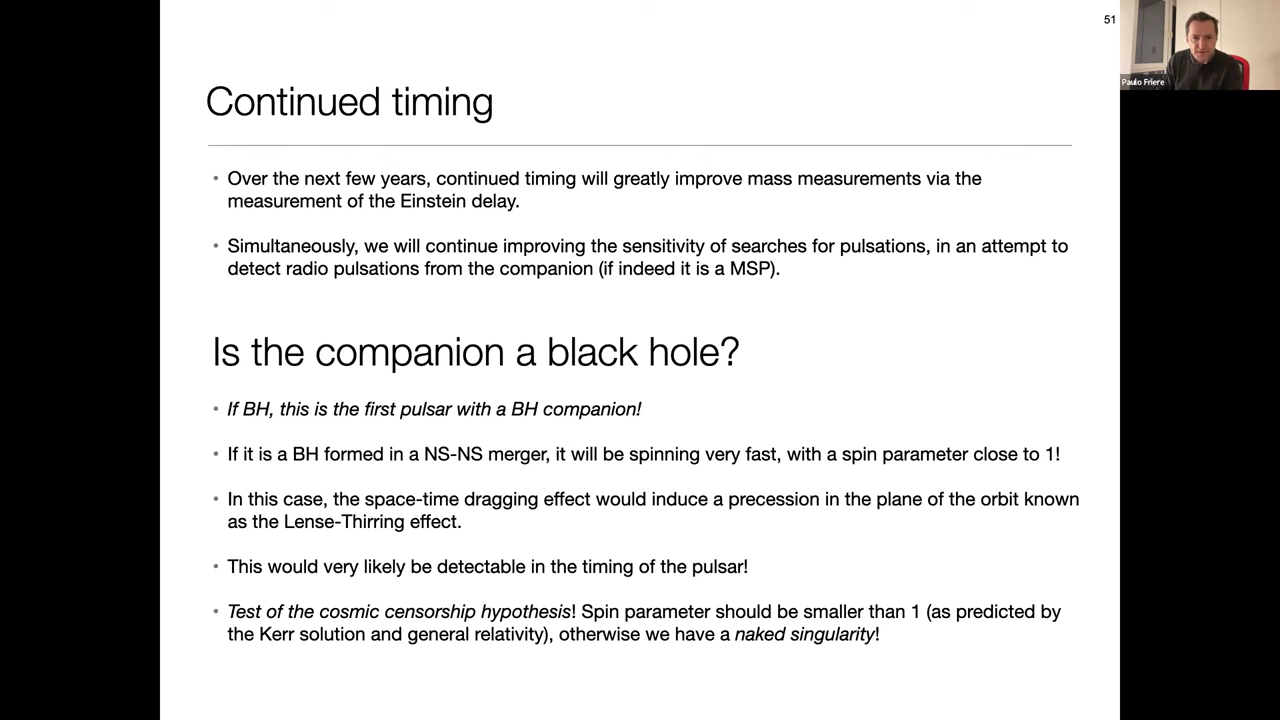 51
Paulo Friere
Continued timing
• Over the next few years, continued timing will greatly improve mass measurements via the
measurement of the Einstein delay.
• Simultaneously, we will continue improving the sensitivity of searches for pulsations, in an attempt to
detect radio pulsations from the companion (if indeed it is a MSP).
Is the companion a black hole?
• If BH, this is the first pulsar with a BH companion!
• If it is a BH formed in a NS-NS merger, it will be spinning very fast, with a spin parameter close to 1!
• In this case, the space-time dragging effect would induce a precession in the plane of the orbit known
as the Lense-Thirring effect.
• This would very likely be detectable in the timing of the pulsar!
• Test of the cosmic censorship hypothesis! Spin parameter should be smaller than 1 (as predicted by
the Kerr solution and general relativity), otherwise we have a naked singularity!